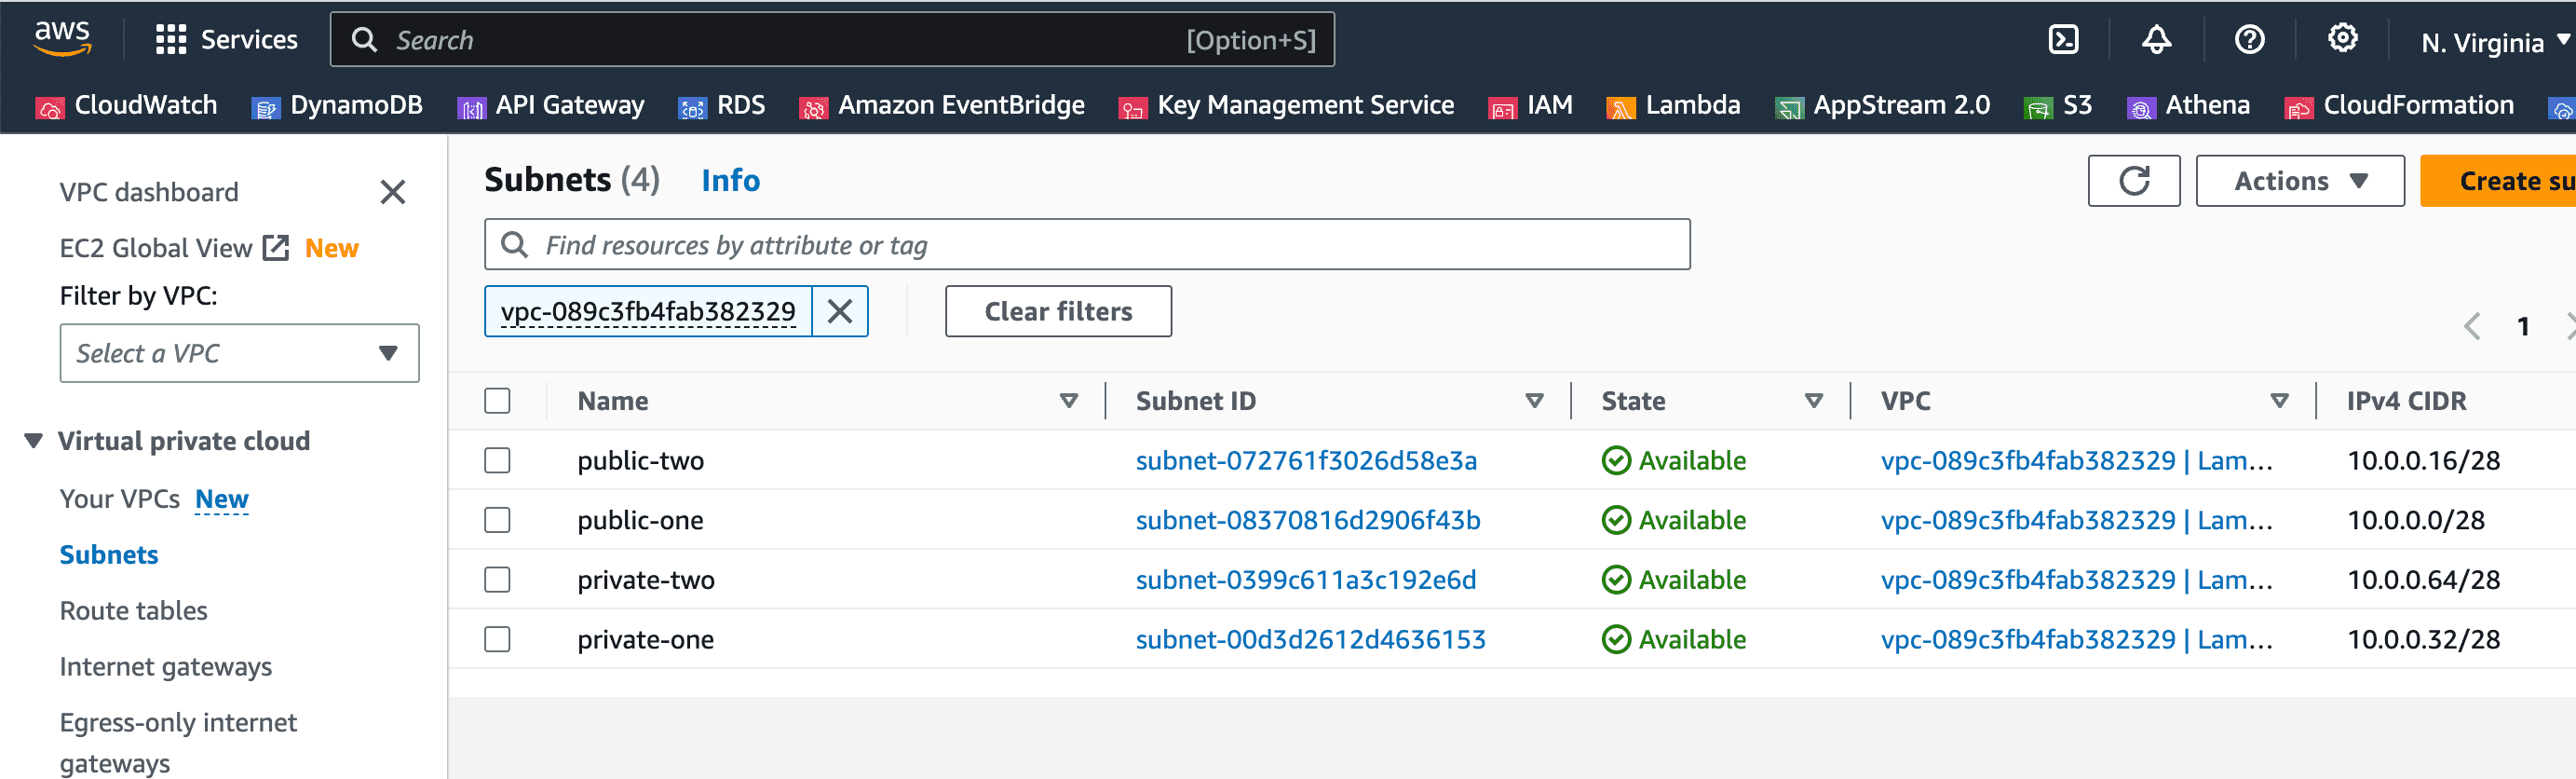 aws Services Search [Option+S] N. Virginia
CloudWatch DynamoDB API Gateway RDS Amazon EventBridge Key Management Service IAM Lambda AppStream 2.0 S3 Athena CloudFormation
VPC dashboard
EC2 Global View New
Filter by VPC:
Select a VPC
Virtual private cloud
Your VPCs New
Subnets
Route tables
Internet gateways
Egress-only internet
gateways
Subnets (4) Info
Actions Create su
Find resources by attribute or tag
vpc-089c3fb4fab382329 Clear filters
1
Name Subnet ID State VPC IPv4 CIDR
public-two subnet-072761f3026d58e3a Available vpc-089c3fb4fab382329 | Lam... 10.0.0.16/28
public-one subnet-08370816d2906f43b Available vpc-089c3fb4fab382329 | Lam... 10.0.0.0/28
private-two subnet-0399c611a3c192e6d Available vpc-089c3fb4fab382329 | Lam... 10.0.0.64/28
private-one subnet-00d3d2612d4636153 Available vpc-089c3fb4fab382329 | Lam... 10.0.0.32/28